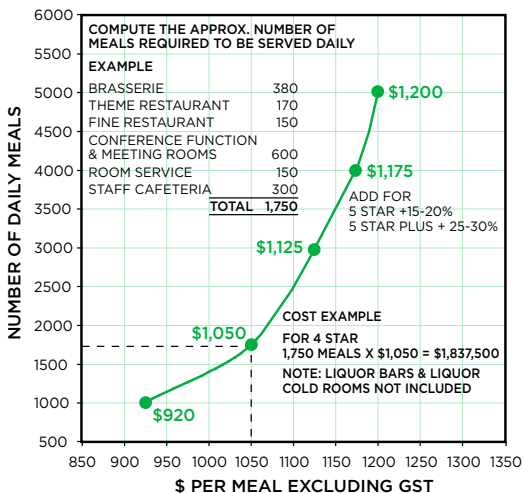 COMPUTE THE APPROX. NUMBER OF
MEALS REQUIRED TO BE SERVED DAILY
EXAMPLE
BRASSERIE 380
THEME RESTAURANT 170
FINE RESTAURANT 150
CONFERENCE FUNCTION
& MEETING ROOMS 600
ROOM SERVICE 150
STAFF CAFETERIA 300
TOTAL 1,750
$1,200
$1,175
ADD FOR
5 STAR +15-20%
5 STAR PLUS + 25-30%
$1,125
$1,050
COST EXAMPLE
FOR 4 STAR
1,750 MEALS X $1,050 = $1,837,500
NOTE: LIQUOR BARS & LIQUOR
COLD ROOMS NOT INCLUDED
$920
NUMBER OF DAILY MEALS
6000
5500
5000
4500
4000
3500
3000
2500
2000
1500
1000
500
850 900 950 1000 1050 1100 1150 1200 1250 1300 1350
$ PER MEAL EXCLUDING GST